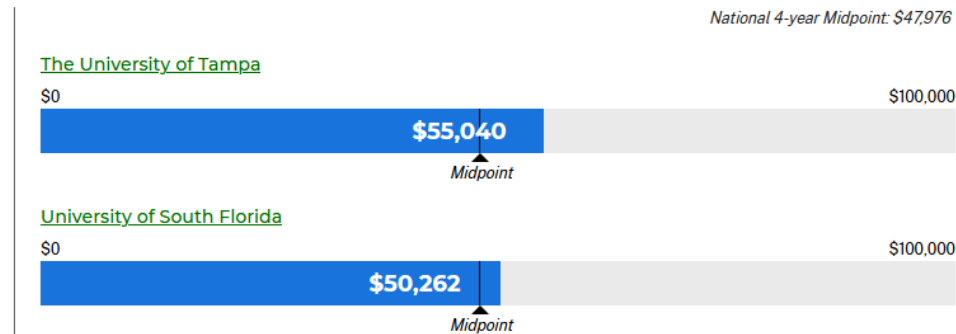 National 4-year Midpoint: $47,976
The University of Tampa
$0 $100,000
$55,040
Midpoint
University of South Florida
$0 $100,000
$50,262
Midpoint